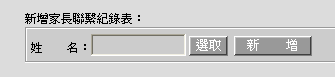 新增家長聯繫紀錄表：
姓　　名： 選取 新　　增